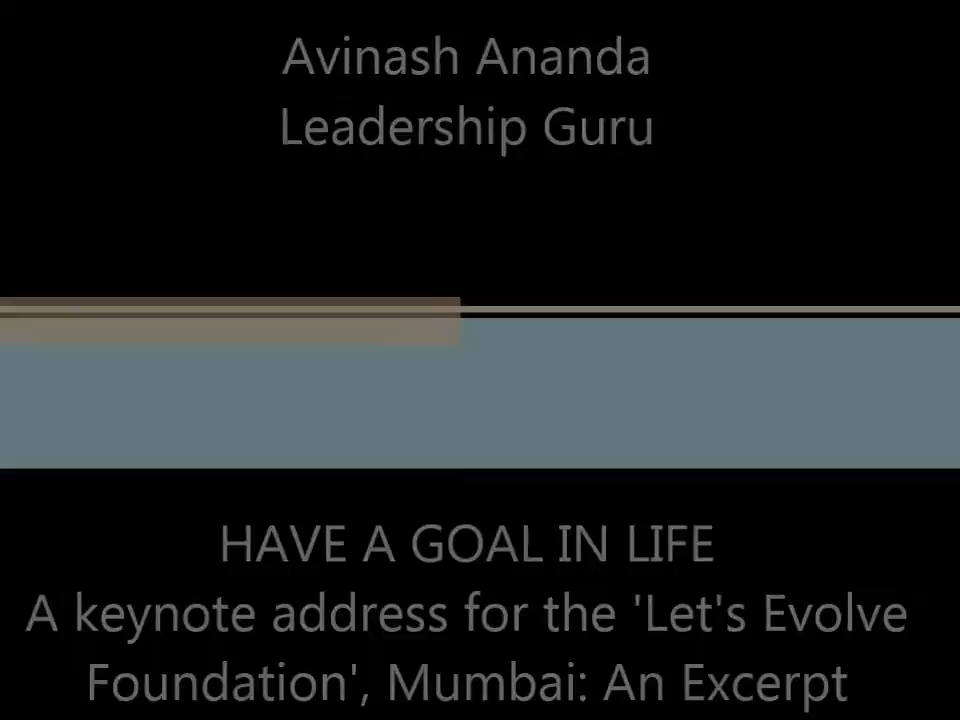 Avinash Ananda
Leadership Guru
HAVE A GOAL IN LIFE
A keynote address for the 'Let's Evolve
Foundation', Mumbai: An Excerpt